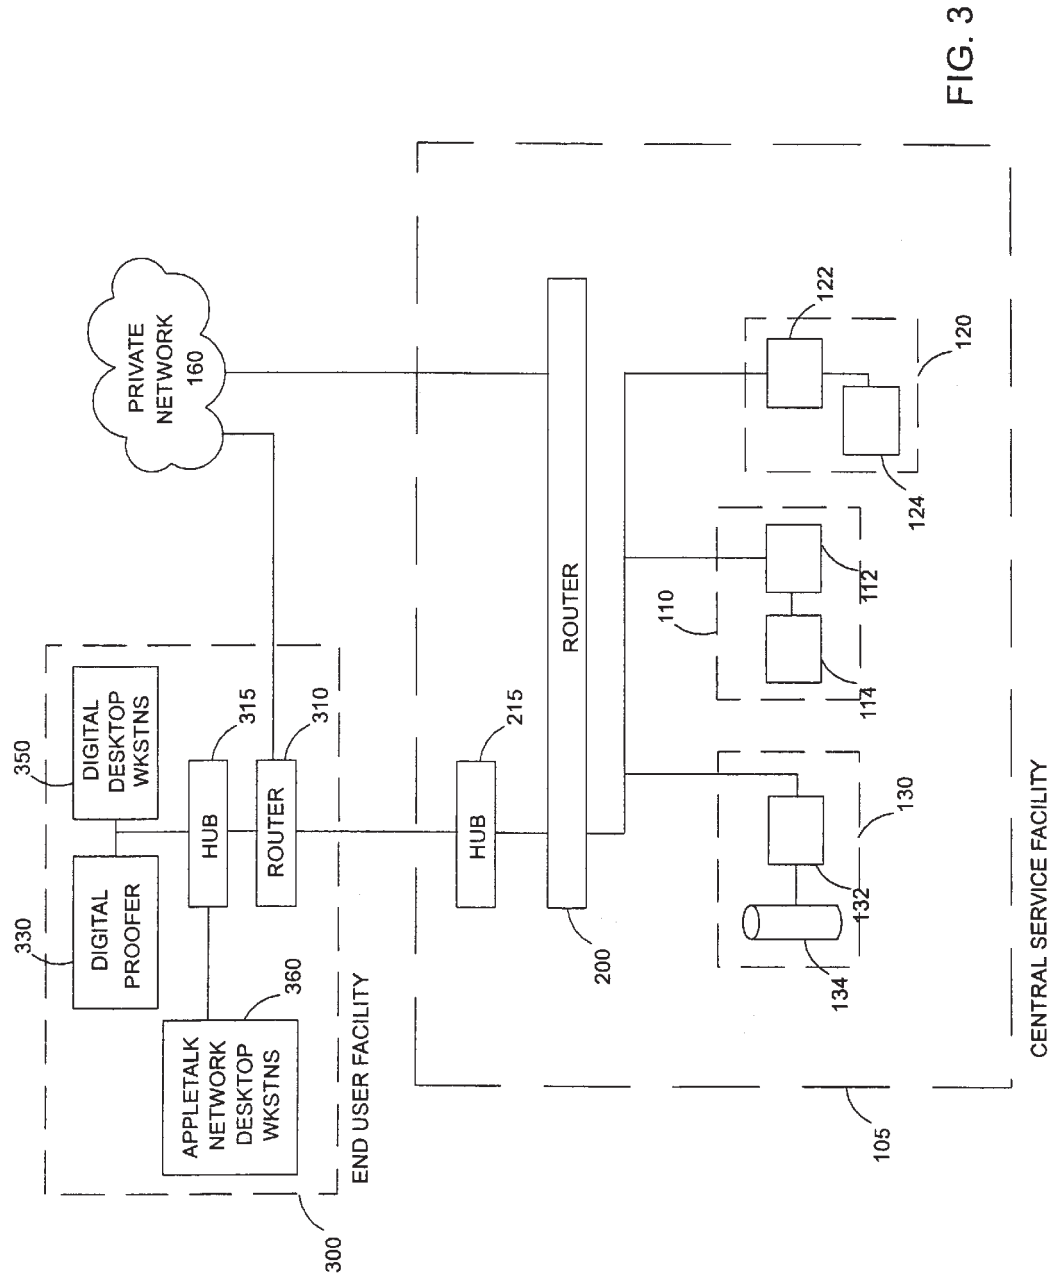 300
END USER FACILITY
APPLETALK
NETWORK
DESKTOP
WKSTNS
360
330
DIGITAL
PROOFER
350
DIGITAL
DESKTOP
WKSTNS
HUB
315
ROUTER
310
PRIVATE
NETWORK
160
105
CENTRAL SERVICE FACILITY
HUB
215
200
ROUTER
134
132
130
110
114
112
124
122
120
FIG. 3